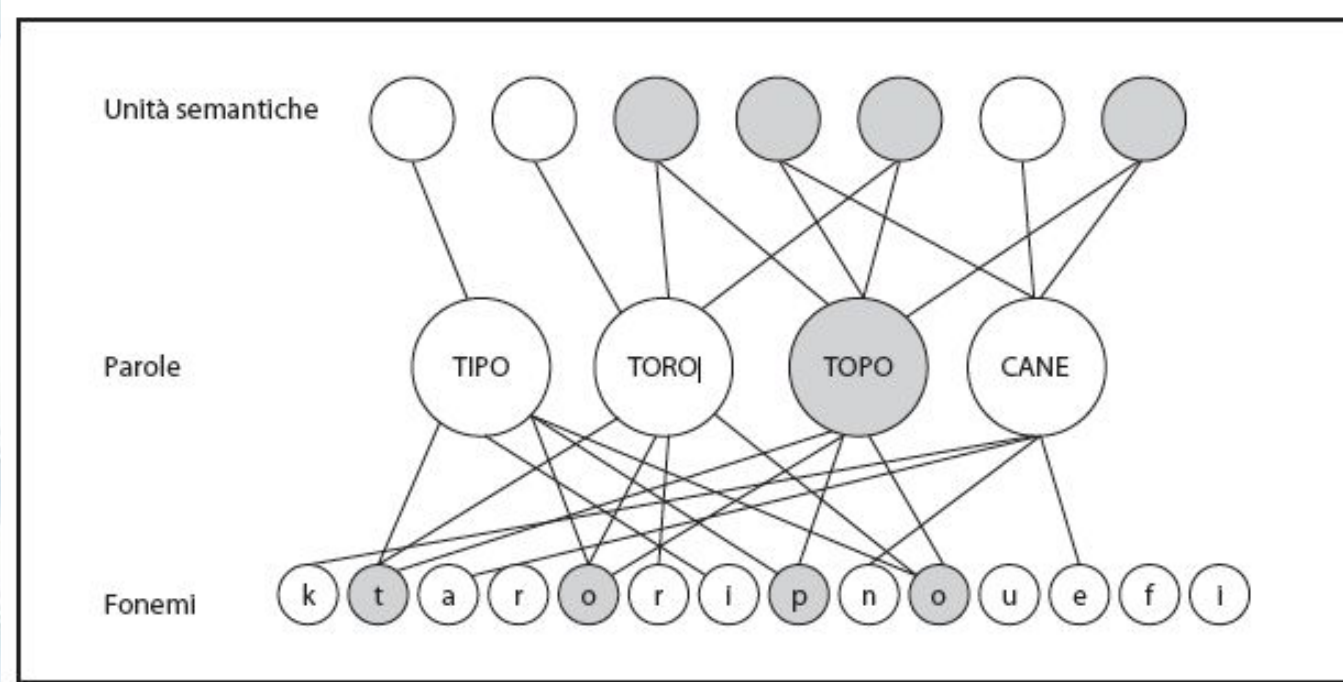 Unità semantiche
Parole
TIPO
TORO
TOPO
CANE
Fonemi
k t a r o r i p n o u e f i